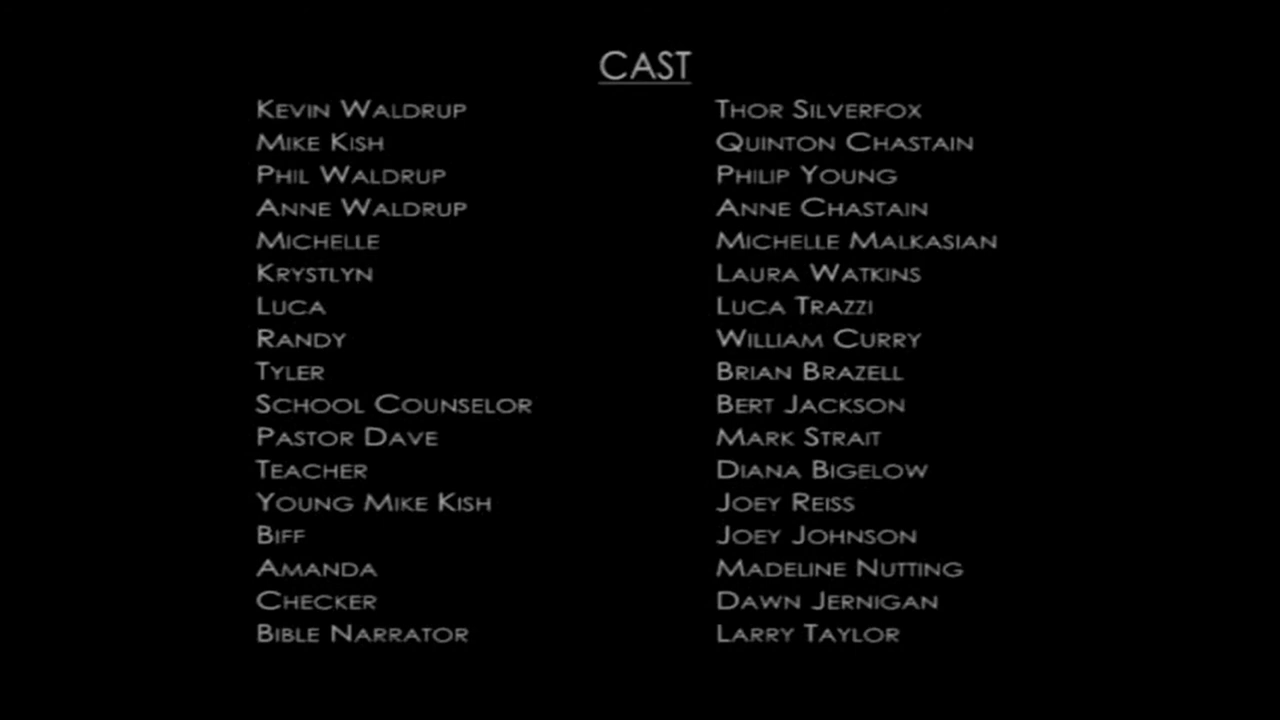 CAST
KEVIN WALDRUP THOR SILVERFOX
MIKE KISH QUINTON CHASTAIN
PHIL WALDRUP PHILIP YOUNG
ANNE WALDRUP ANNE CHASTAIN
MICHELLE MICHELLE MALKASIAN
KRYSTLYN LAURA WATKINS
LUCA LUCA TRAZZI
RANDY WILLIAM CURRY
TYLER BRIAN BRAZELL
SCHOOL COUNSELOR BERT JACKSON
PASTOR DAVE MARK STRAIT
TEACHER DIANA BIGELOW
YOUNG MIKE KISH JOEY REISS
BIFF JOEY JOHNSON
AMANDA MADELINE NUTTING
CHECKER DAWN JERNIGAN
BIBLE NARRATOR LARRY TAYLOR